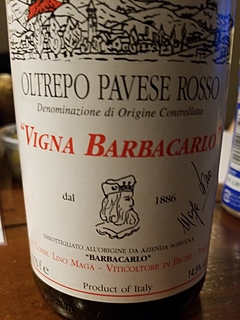 OLTREPO PAVESE ROSSO
Denominazione di Origine Controllata
"VIGNA BARBACARLO"
dal 1886
IMBOTTIGLIATO ALL'ORIGINE DA AZIENDA AGRICOLA
"BARBACARLO"
COMM. LINO MAGA - VITICOLTORE IN BRONI
Product of Italy